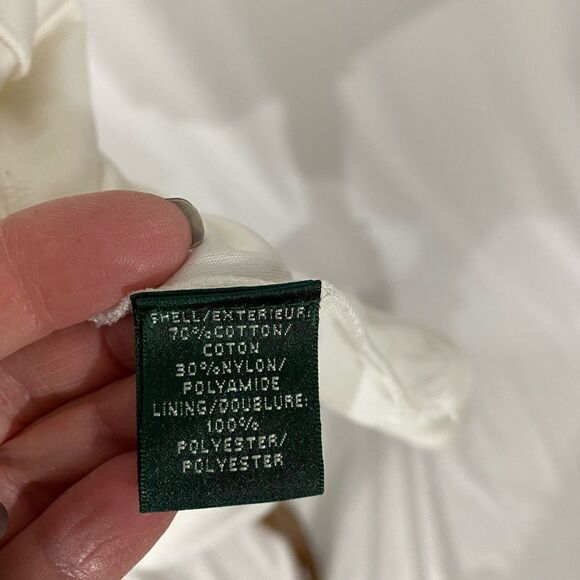 SHELL/EXTERIEUR:
70%COTTON/
COTON
30%NYLON/
POLYAMIDE
LINING/DOUBLURE:
100%
POLYESTER/
POLYESTER